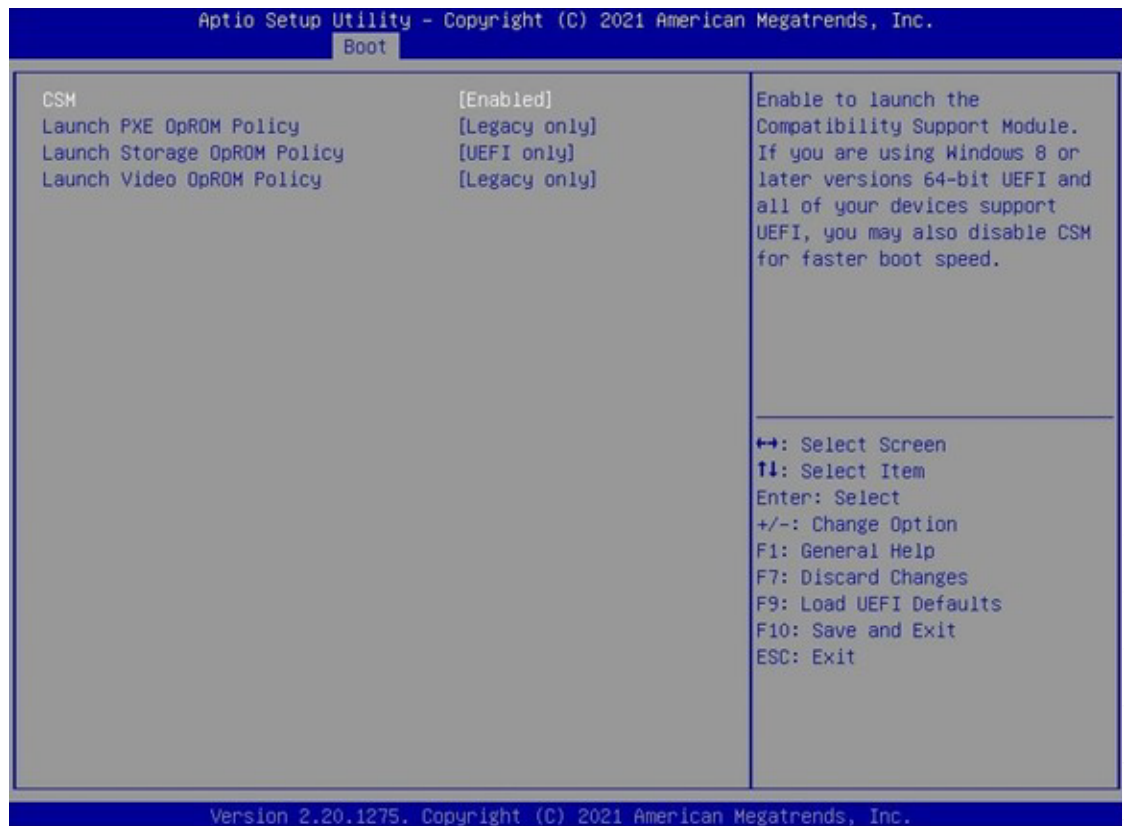 Aptio Setup Utility – Copyright (C) 2021 American Megatrends, Inc.
Boot
CSM [Enabled]
Launch PXE OpROM Policy [Legacy only]
Launch Storage OpROM Policy [UEFI only]
Launch Video OpROM Policy [Legacy only]
Enable to launch the
Compatibility Support Module.
If you are using Windows 8 or
later versions 64-bit UEFI and
all of your devices support
UEFI, you may also disable CSM
for faster boot speed.
↔: Select Screen
↑↓: Select Item
Enter: Select
+/-: Change Option
F1: General Help
F7: Discard Changes
F9: Load UEFI Defaults
F10: Save and Exit
ESC: Exit
Version 2.20.1275. Copyright (C) 2021 American Megatrends, Inc.